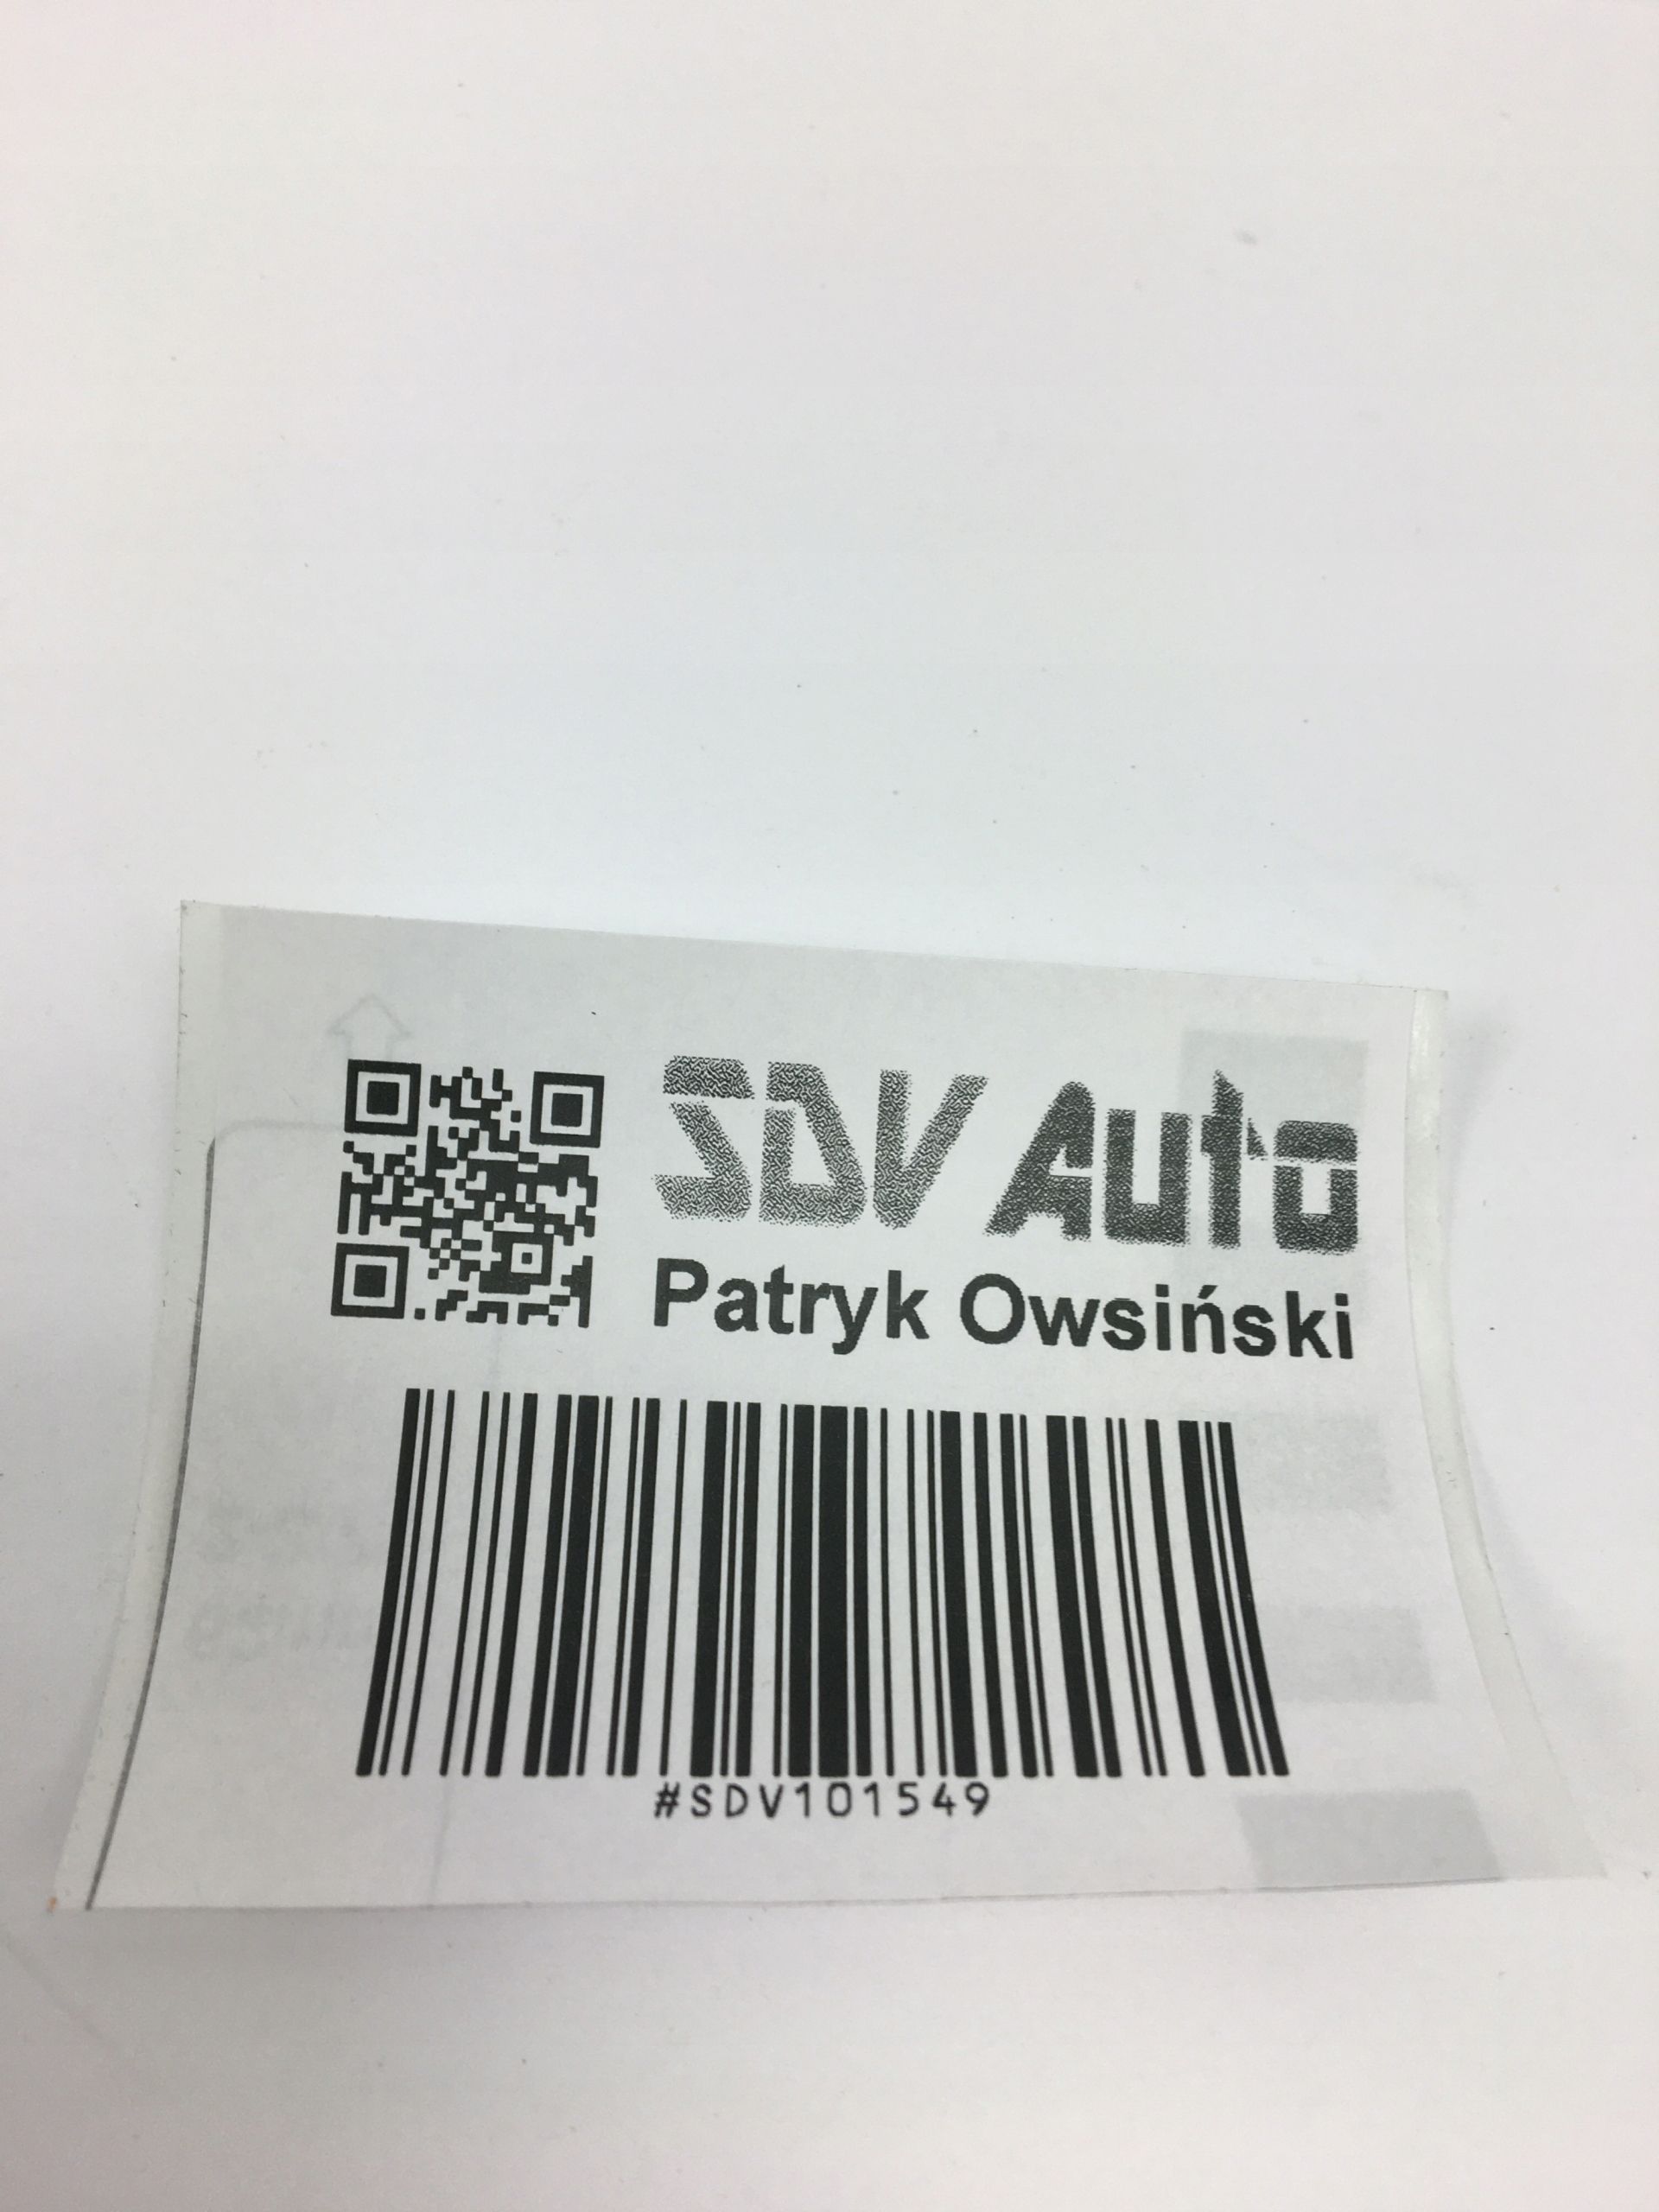 SDV Auto
Patryk Owsiński
#SDV101549